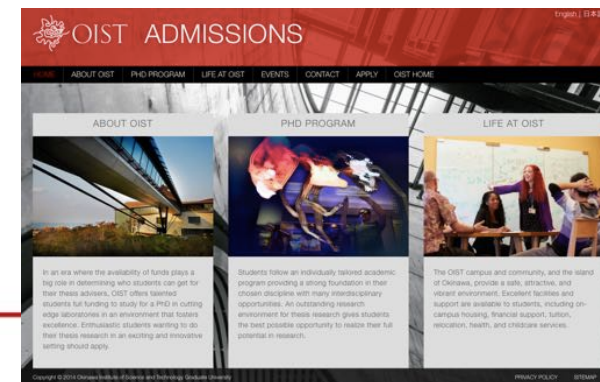 English | 日本語
OIST ADMISSIONS
HOME ABOUT OIST PHD PROGRAM LIFE AT OIST EVENTS CONTACT APPLY OIST HOME
ABOUT OIST
In an era where the availability of funds plays a
big role in determining who students can get for
their thesis advisers, OIST offers talented
students full funding to study for a PhD in cutting
edge laboratories in an environment that fosters
excellence. Enthusiastic students wanting to do
their thesis research in an exciting and innovative
setting should apply.
PHD PROGRAM
Students follow an individually tailored academic
program providing a strong foundation in their
chosen discipline with many interdisciplinary
opportunities. An outstanding research
environment for thesis research gives students
the best possible opportunity to realize their full
potential in research.
LIFE AT OIST
The OIST campus and community, and the island
of Okinawa, provide a safe, attractive, and
vibrant environment. Excellent facilities and
support are available to students, including on-
campus housing, financial support, tuition,
relocation, health, and childcare services.
Copyright © 2014 Okinawa Institute of Science and Technology Graduate University
PRIVACY POLICY SITEMAP